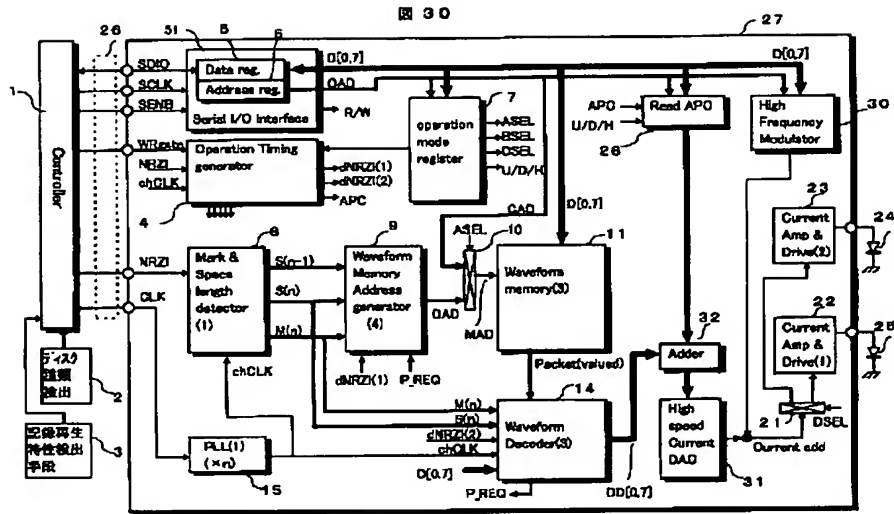 図 30
26
51
5
6
27
1
Controller
SDIO
SCLK
SENB
Data reg.
Address reg.
Serial I/O Interface
D[0,7]
OAD
R/W
D[0,7]
7
operation
mode
register
ASEL
BSEL
DSEL
U/D/H
APC
U/D/H
Read APC
26
High
Frequency
Modulator
30
WRgate
NRZI
chCLK
Operation Timing
generator
dNRZI(1)
dNRZI(2)
APC
4
OAD
D[0,7]
23
Current
Amp &
Drive(2)
24
NRZI
CLK
8
Mark &
Space
length
detector
(1)
S(n-1)
S(n)
M(n)
9
Waveform
Memory
Address
generator
(4)
ASEL
10
OAD
MAD
11
Waveform
memory(3)
32
Adder
22
Current
Amp &
Drive(1)
25
chCLK
dNRZI(1)
P_REQ
Packet(valued)
ディスク
種類
検出
2
記録再生
特性検出
手段
3
PLL(1)
(×n)
15
M(n)
S(n)
dNRZI(2)
chCLK
D[0,7]
P_REQ
14
Waveform
Decoder(3)
DD[0,7]
High
speed
Current
DAC
31
21
DSEL
Current add